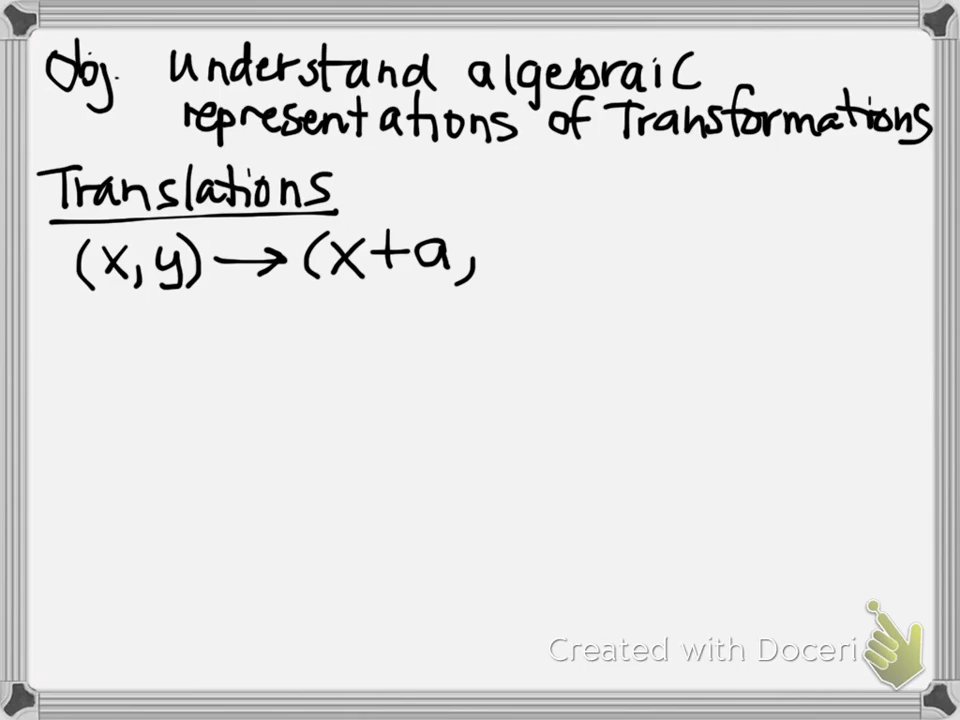 Obj. Understand algebraic
representations of Transformations
Translations
(x,y)→(x+a,
Created with Doceri